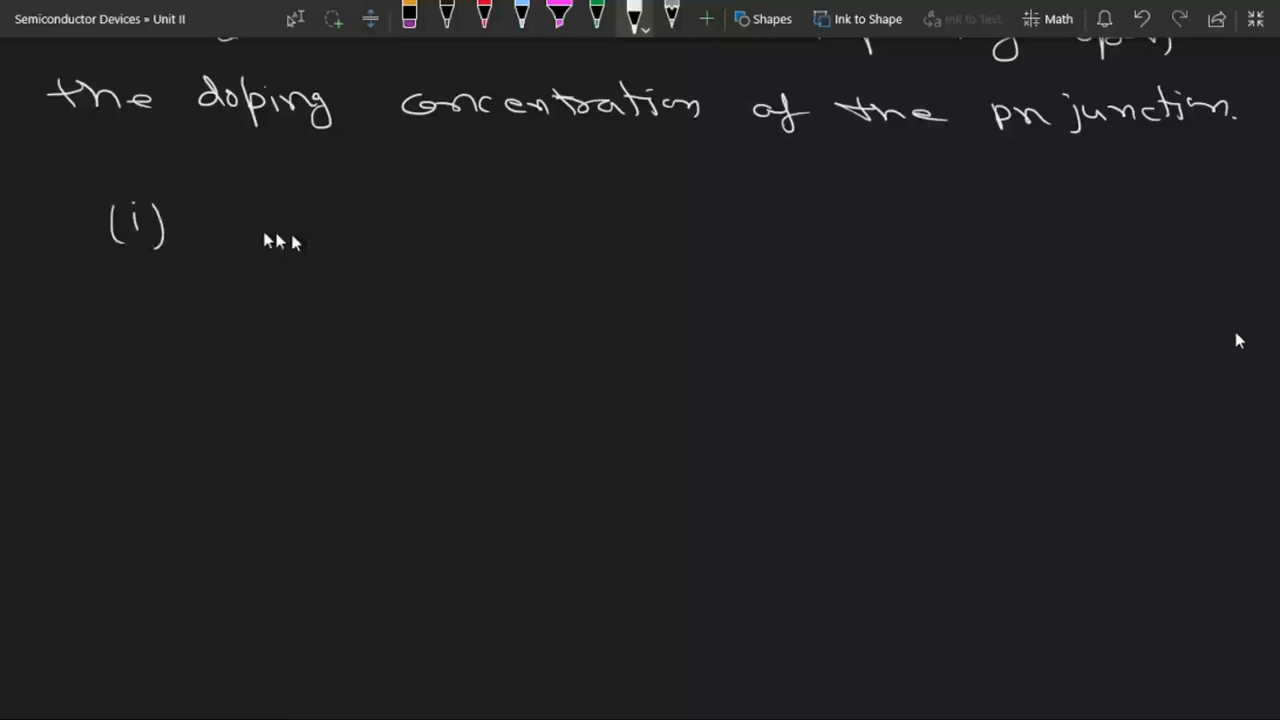 Semiconductor Devices » Unit II
Shapes Ink to Shape Ink to Text Math
the doping concentration of the pn junction.
(i)